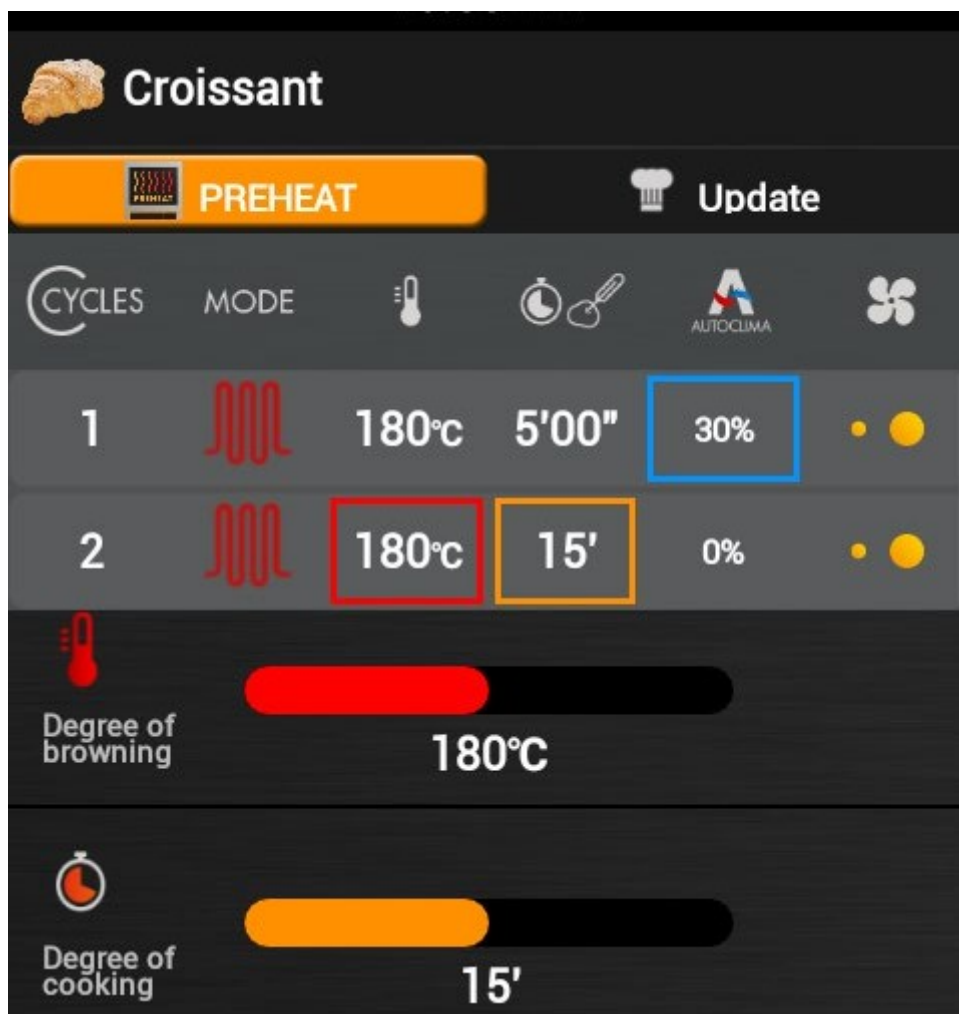 Croissant
PREHEAT Update
CYCLES MODE A AUTOCLIMA
1 180°C 5'00" 30%
2 180°C 15' 0%
Degree of
browning
180°C
Degree of
cooking
15'